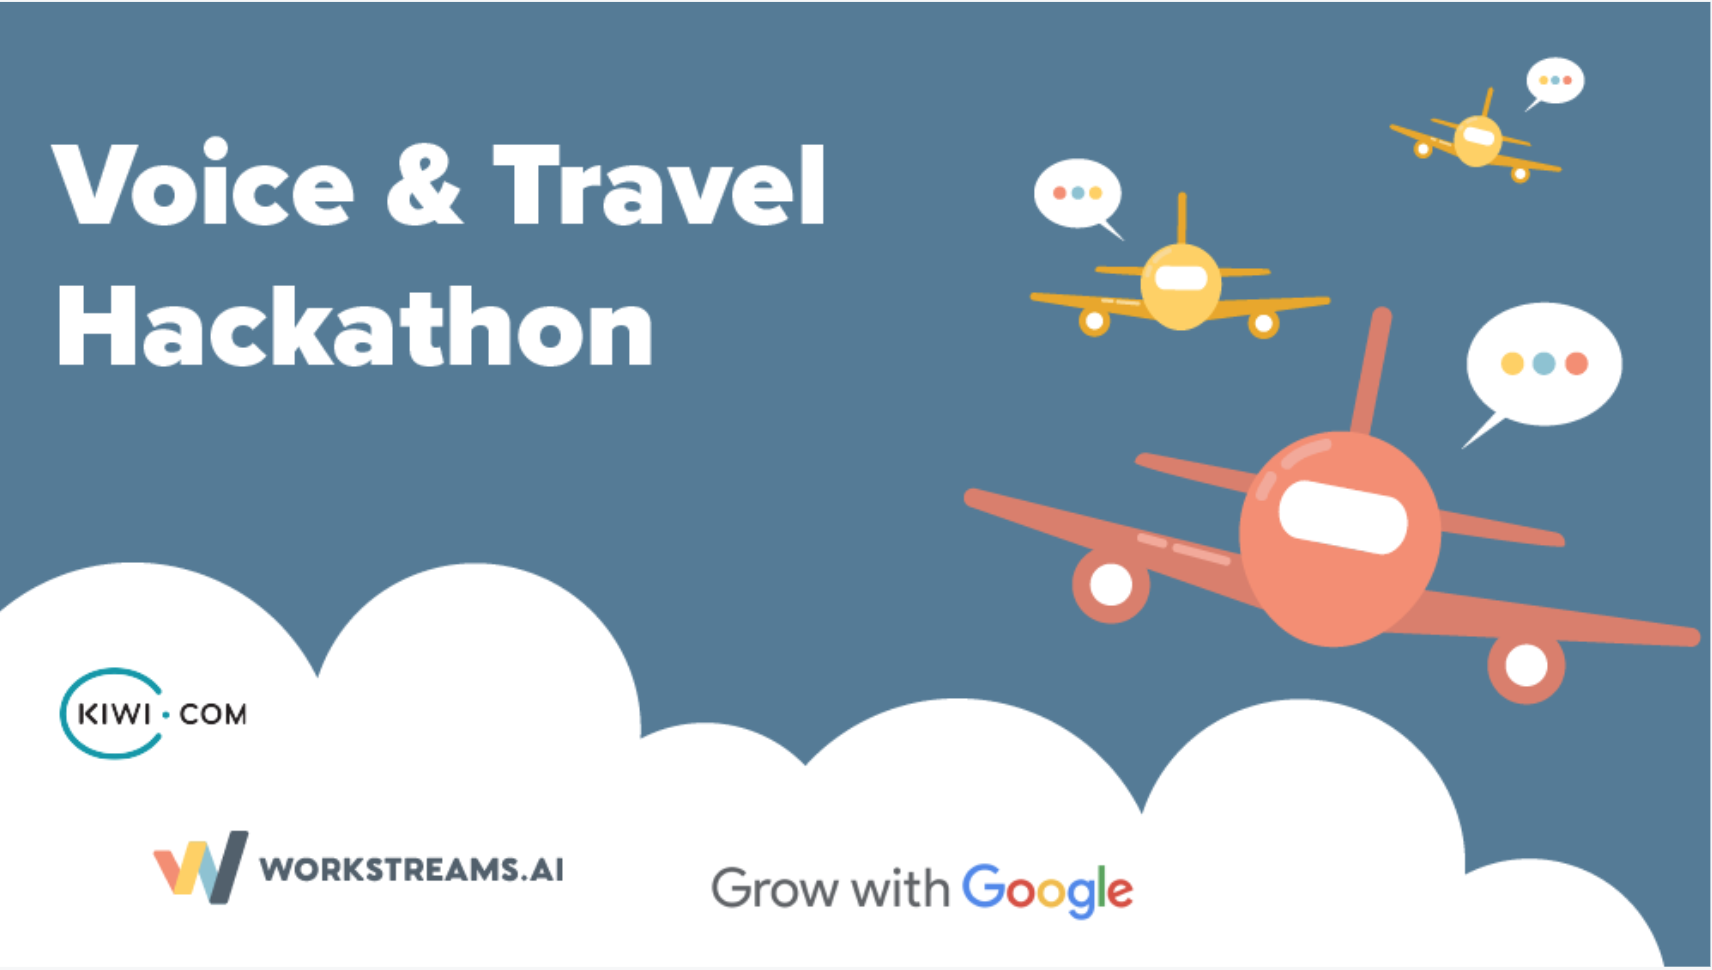 Voice & Travel
Hackathon
KIWI·COM
WORKSTREAMS.AI
Grow with Google